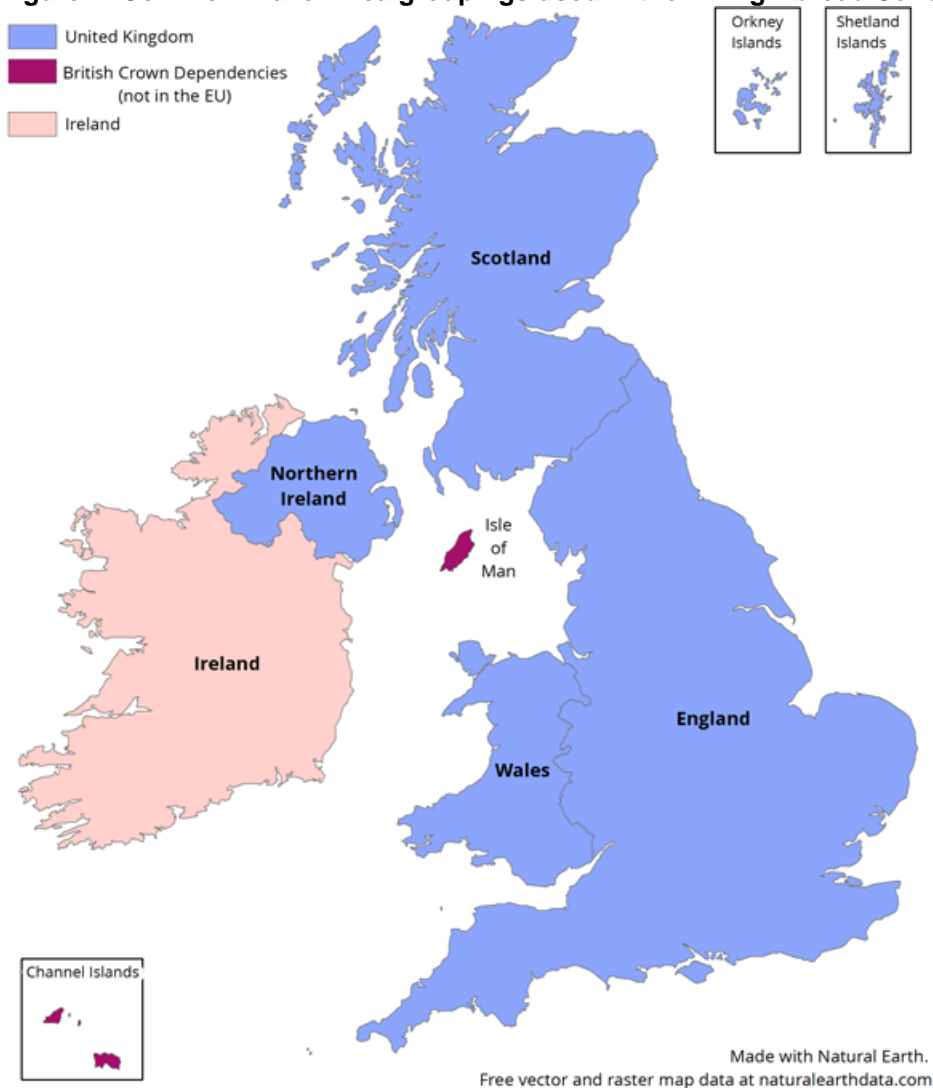 United Kingdom
British Crown Dependencies
(not in the EU)
Ireland
Orkney
Islands
Shetland
Islands
Scotland
Northern
Ireland
Isle
of
Man
Ireland
England
Wales
Channel Islands
Made with Natural Earth.
Free vector and raster map data at naturalearthdata.com